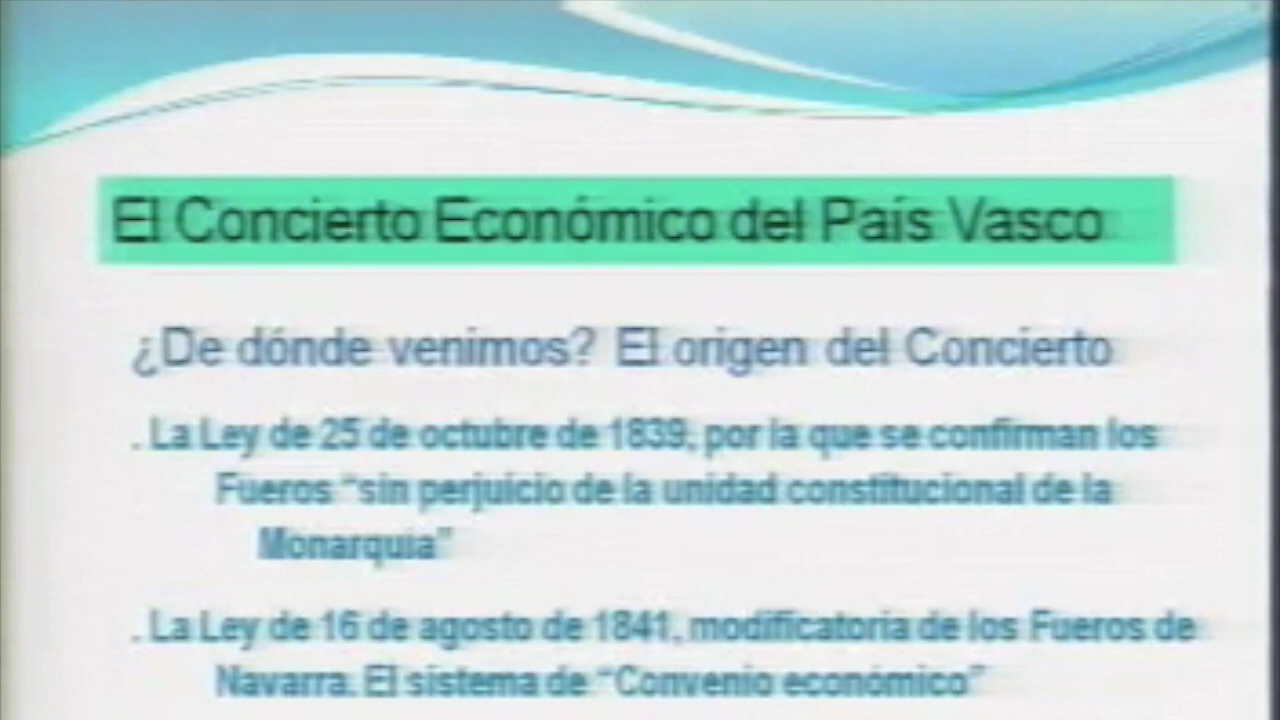 El Concierto Económico del País Vasco
¿De dónde venimos? El origen del Concierto
. La Ley de 25 de octubre de 1839, por la que se confirman los
Fueros “sin perjuicio de la unidad constitucional de la
Monarquía”
. La Ley de 16 de agosto de 1841, modificatoria de los Fueros de
Navarra. El sistema de “Convenio económico”